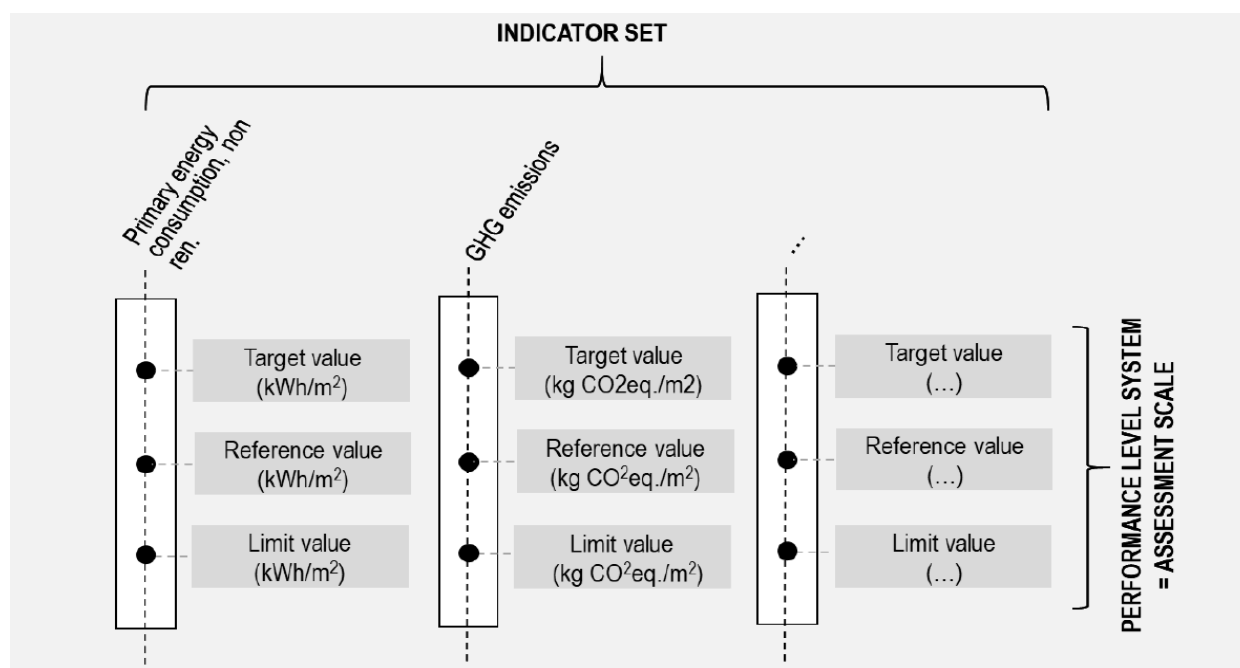 INDICATOR SET
Primary energy
consumption, non
ren.
GHG emissions
...
Target value
(kWh/m²)
Target value
(kg CO2eq./m2)
Target value
(...)
Reference value
(kWh/m²)
Reference value
(kg CO²eq./m²)
Reference value
(...)
Limit value
(kWh/m²)
Limit value
(kg CO²eq./m²)
Limit value
(...)
PERFORMANCE LEVEL SYSTEM
= ASSESSMENT SCALE